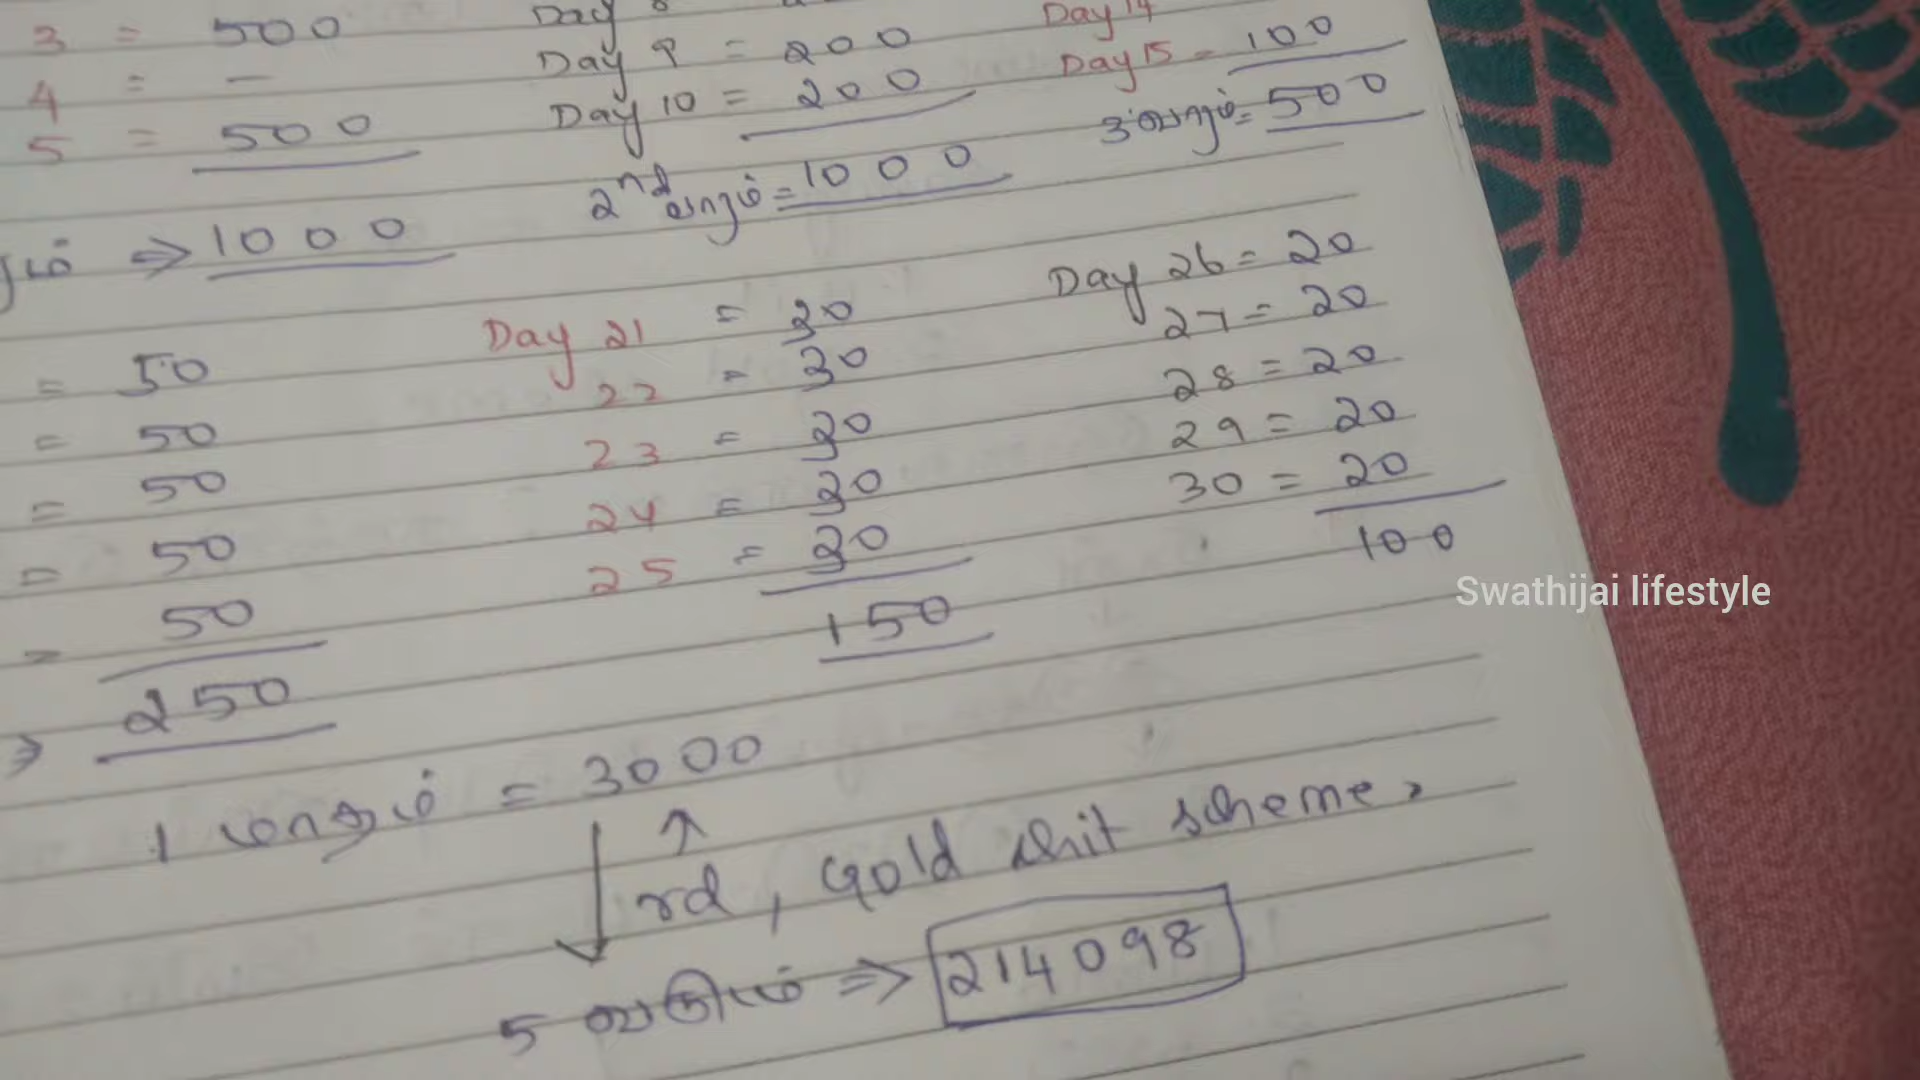 3 = 500
4 = -
5 = 500
⇒ 1000
Day 9 = 200
Day 10 = 200
2nd வாரம் = 1000
Day 14
Day 15 - 100
3 வாரம் = 500
= 50
= 50
= 50
= 50
= 50
⇒ 250
Day 21 = 30
22 = 30
23 = 30
24 = 30
25 = 30
150
Day 26 = 20
27 = 20
28 = 20
29 = 20
30 = 20
100
Swathijai lifestyle
1 மாதம் = 3000
rd, Gold chit scheme,
5 வருடம் ⇒ 214098